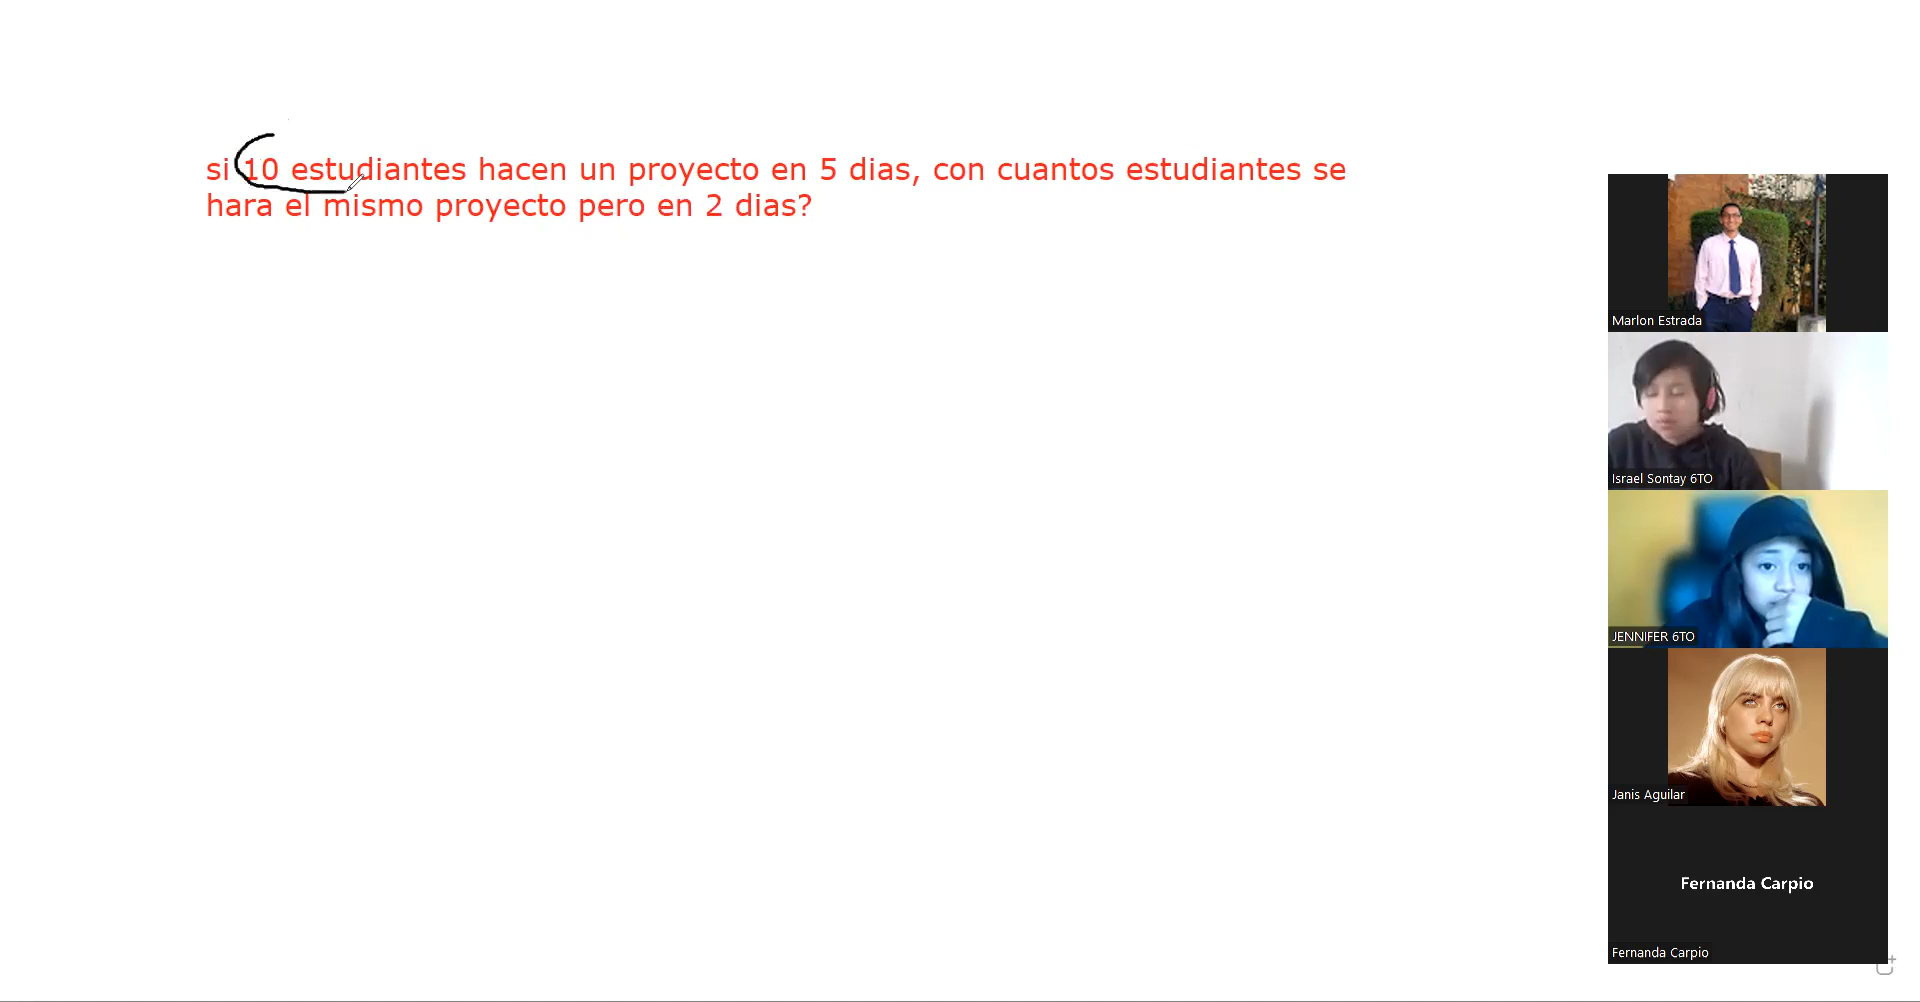 si 10 estudiantes hacen un proyecto en 5 dias, con cuantos estudiantes se
hara el mismo proyecto pero en 2 dias?
Marlon Estrada
Israel Sontay 6TO
JENNIFER 6TO
Janis Aguilar
Fernanda Carpio
Fernanda Carpio